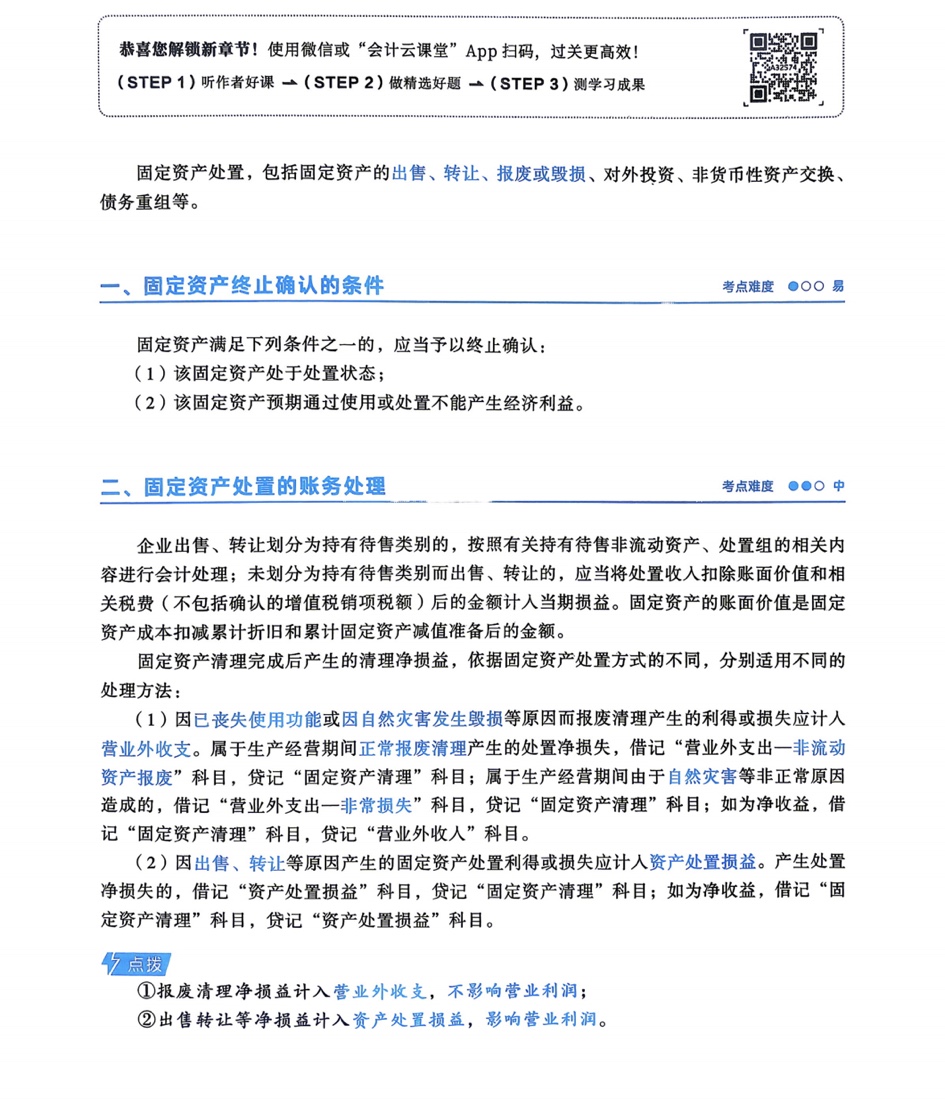 恭喜您解锁新章节！使用微信或“会计云课堂”App 扫码，过关更高效！
（STEP 1）听作者好课 ⇀（STEP 2）做精选好题 ⇀（STEP 3）测学习成果
固定资产处置，包括固定资产的出售、转让、报废或毁损、对外投资、非货币性资产交换、
债务重组等。
一、固定资产终止确认的条件 考点难度 ●○○ 易
固定资产满足下列条件之一的，应当予以终止确认：
（1）该固定资产处于处置状态；
（2）该固定资产预期通过使用或处置不能产生经济利益。
二、固定资产处置的账务处理 考点难度 ●●○ 中
企业出售、转让划分为持有待售类别的，按照有关持有待售非流动资产、处置组的相关内
容进行会计处理；未划分为持有待售类别而出售、转让的，应当将处置收入扣除账面价值和相
关税费（不包括确认的增值税销项税额）后的金额计入当期损益。固定资产的账面价值是固定
资产成本扣减累计折旧和累计固定资产减值准备后的金额。
固定资产清理完成后产生的清理净损益，依据固定资产处置方式的不同，分别适用不同的
处理方法：
（1）因已丧失使用功能或因自然灾害发生毁损等原因而报废清理产生的利得或损失应计入
营业外收支。属于生产经营期间正常报废清理产生的处置净损失，借记“营业外支出—非流动
资产报废”科目，贷记“固定资产清理”科目；属于生产经营期间由于自然灾害等非正常原因
造成的，借记“营业外支出—非常损失”科目，贷记“固定资产清理”科目；如为净收益，借
记“固定资产清理”科目，贷记“营业外收入”科目。
（2）因出售、转让等原因产生的固定资产处置利得或损失应计入资产处置损益。产生处置
净损失的，借记“资产处置损益”科目，贷记“固定资产清理”科目；如为净收益，借记“固
定资产清理”科目，贷记“资产处置损益”科目。
点拨
①报废清理净损益计入营业外收支，不影响营业利润；
②出售转让等净损益计入资产处置损益，影响营业利润。